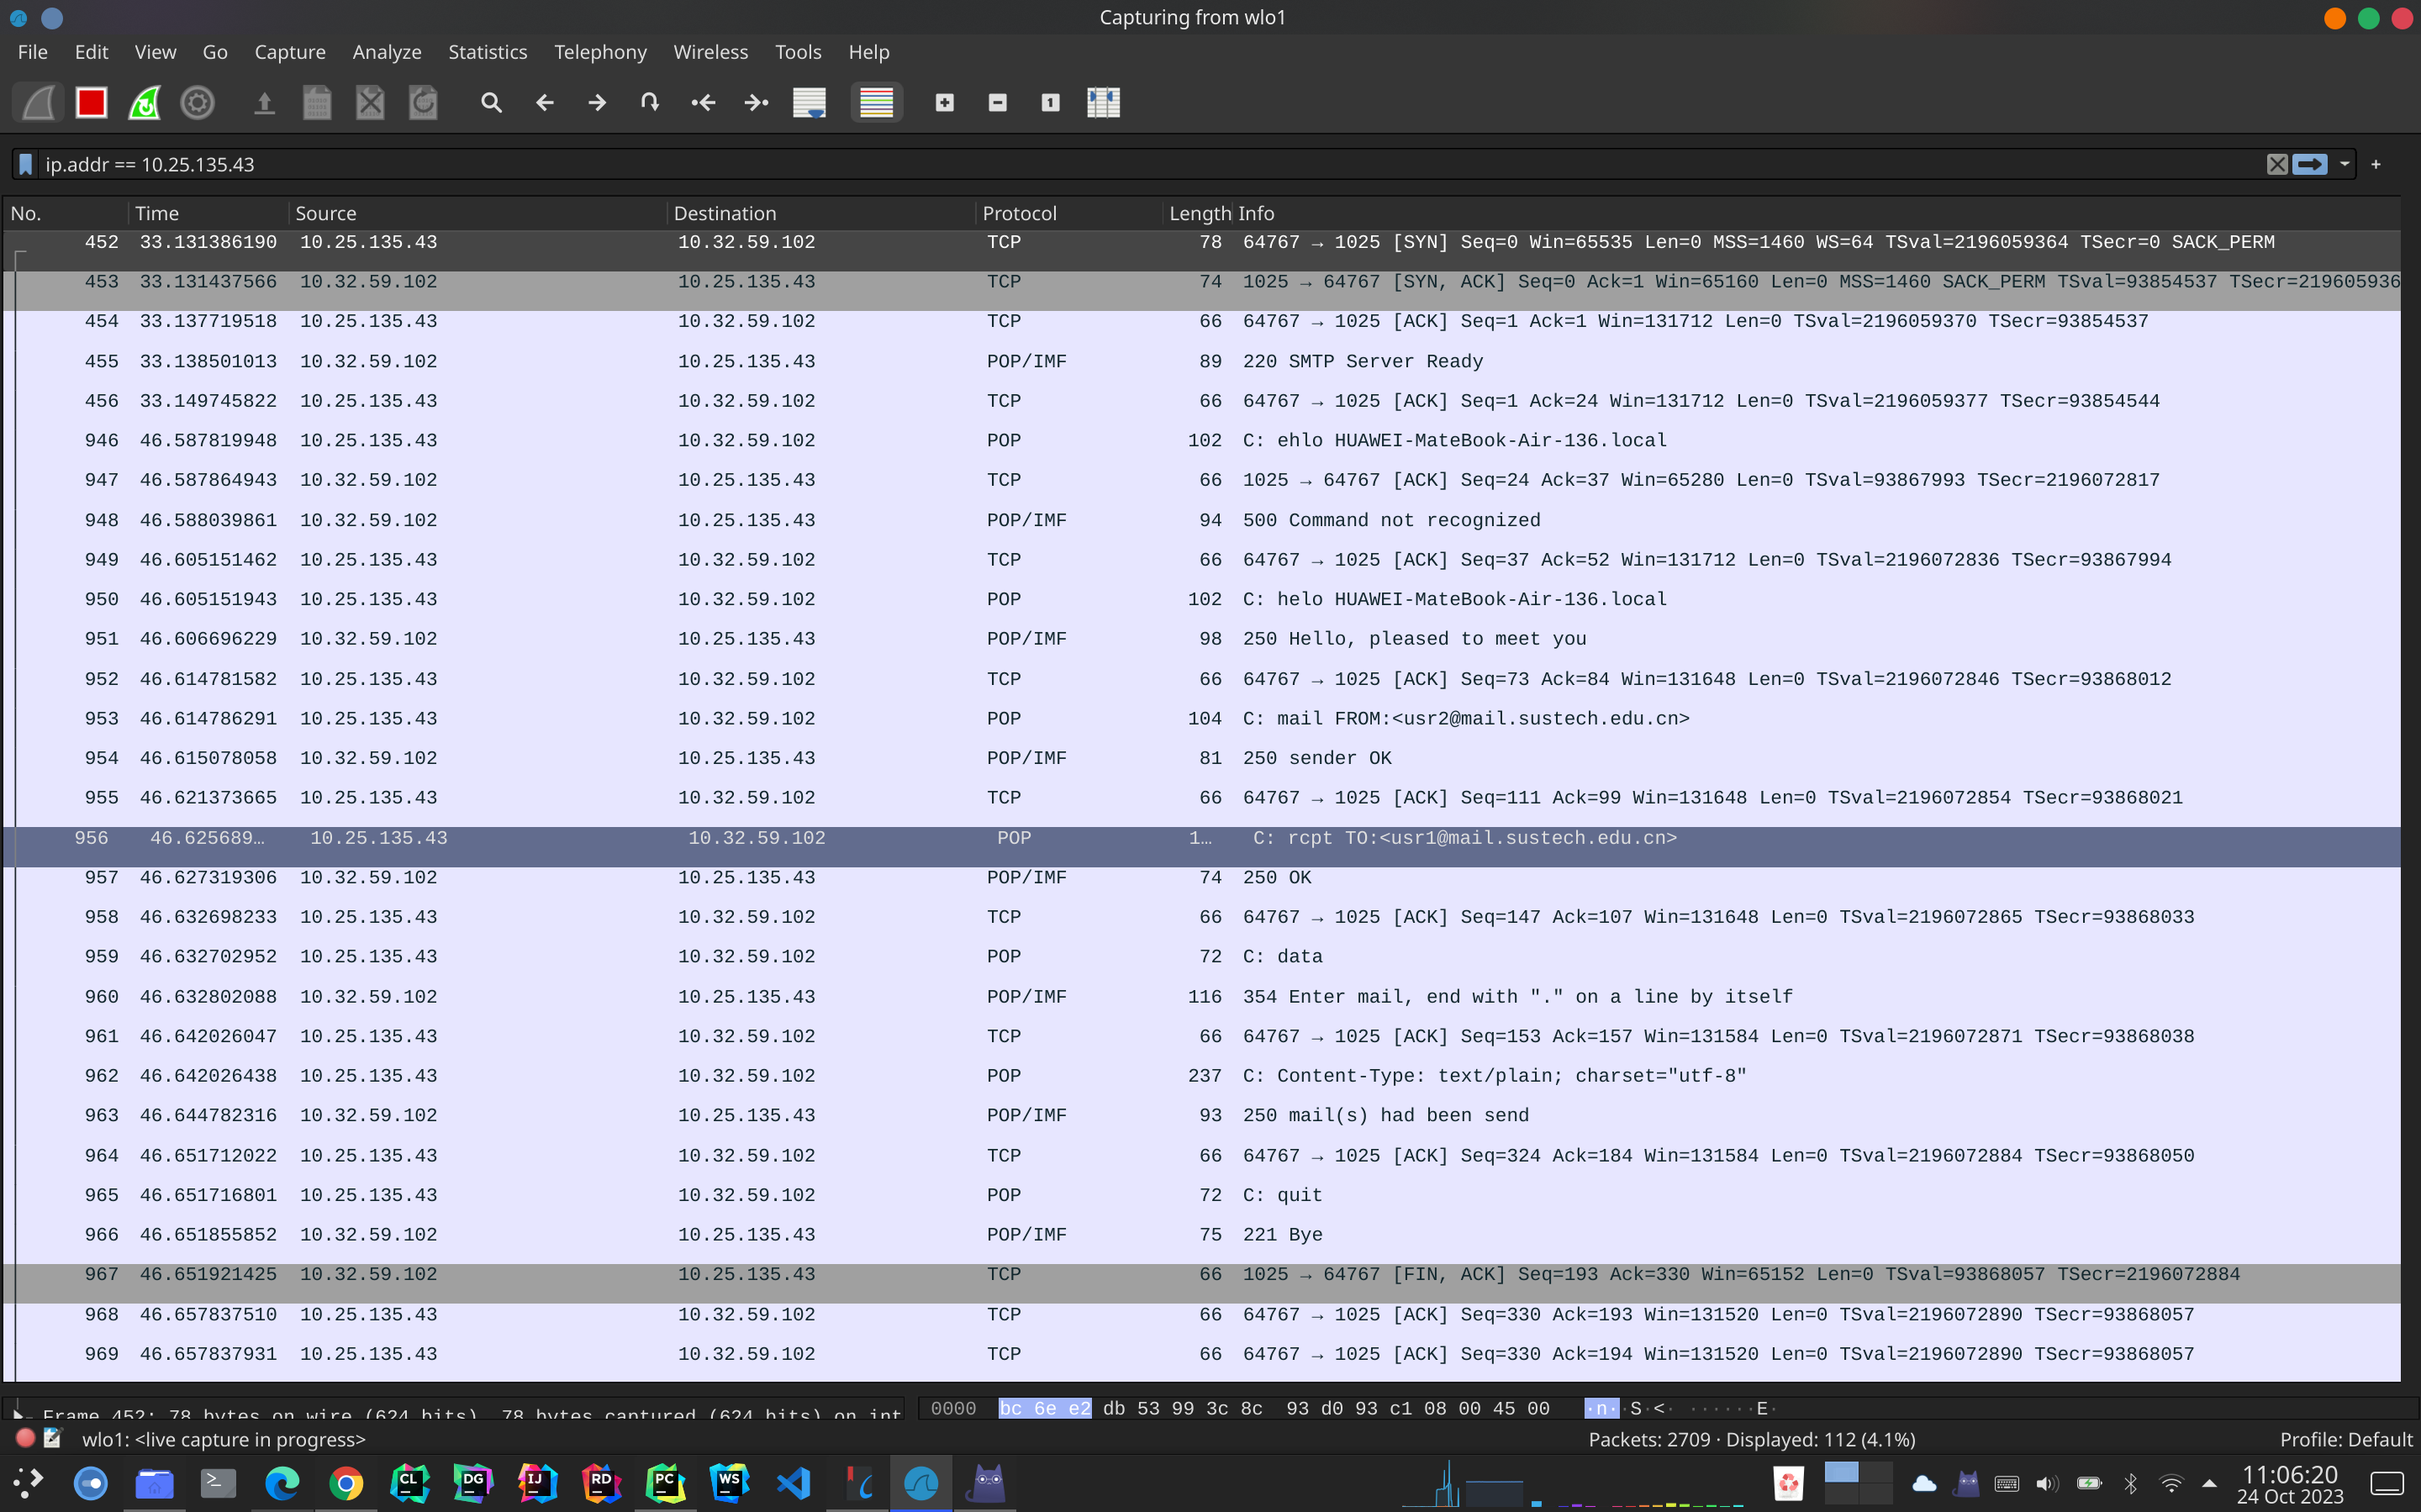 Capturing from wlo1
File Edit View Go Capture Analyze Statistics Telephony Wireless Tools Help
ip.addr == 10.25.135.43
No. Time Source Destination Protocol Length Info
452 33.131386190 10.25.135.43 10.32.59.102 TCP 78 64767 → 1025 [SYN] Seq=0 Win=65535 Len=0 MSS=1460 WS=64 TSval=2196059364 TSecr=0 SACK_PERM
453 33.131437566 10.32.59.102 10.25.135.43 TCP 74 1025 → 64767 [SYN, ACK] Seq=0 Ack=1 Win=65160 Len=0 MSS=1460 SACK_PERM TSval=93854537 TSecr=219605936
454 33.137719518 10.25.135.43 10.32.59.102 TCP 66 64767 → 1025 [ACK] Seq=1 Ack=1 Win=131712 Len=0 TSval=2196059370 TSecr=93854537
455 33.138501013 10.32.59.102 10.25.135.43 POP/IMF 89 220 SMTP Server Ready
456 33.149745822 10.25.135.43 10.32.59.102 TCP 66 64767 → 1025 [ACK] Seq=1 Ack=24 Win=131712 Len=0 TSval=2196059377 TSecr=93854544
946 46.587819948 10.25.135.43 10.32.59.102 POP 102 C: ehlo HUAWEI-MateBook-Air-136.local
947 46.587864943 10.32.59.102 10.25.135.43 TCP 66 1025 → 64767 [ACK] Seq=24 Ack=37 Win=65280 Len=0 TSval=93867993 TSecr=2196072817
948 46.588039861 10.32.59.102 10.25.135.43 POP/IMF 94 500 Command not recognized
949 46.605151462 10.25.135.43 10.32.59.102 TCP 66 64767 → 1025 [ACK] Seq=37 Ack=52 Win=131712 Len=0 TSval=2196072836 TSecr=93867994
950 46.605151943 10.25.135.43 10.32.59.102 POP 102 C: helo HUAWEI-MateBook-Air-136.local
951 46.606696229 10.32.59.102 10.25.135.43 POP/IMF 98 250 Hello, pleased to meet you
952 46.614781582 10.25.135.43 10.32.59.102 TCP 66 64767 → 1025 [ACK] Seq=73 Ack=84 Win=131648 Len=0 TSval=2196072846 TSecr=93868012
953 46.614786291 10.25.135.43 10.32.59.102 POP 104 C: mail FROM:<usr2@mail.sustech.edu.cn>
954 46.615078058 10.32.59.102 10.25.135.43 POP/IMF 81 250 sender OK
955 46.621373665 10.25.135.43 10.32.59.102 TCP 66 64767 → 1025 [ACK] Seq=111 Ack=99 Win=131648 Len=0 TSval=2196072854 TSecr=93868021
956 46.625689… 10.25.135.43 10.32.59.102 POP 1… C: rcpt TO:<usr1@mail.sustech.edu.cn>
957 46.627319306 10.32.59.102 10.25.135.43 POP/IMF 74 250 OK
958 46.632698233 10.25.135.43 10.32.59.102 TCP 66 64767 → 1025 [ACK] Seq=147 Ack=107 Win=131648 Len=0 TSval=2196072865 TSecr=93868033
959 46.632702952 10.25.135.43 10.32.59.102 POP 72 C: data
960 46.632802088 10.32.59.102 10.25.135.43 POP/IMF 116 354 Enter mail, end with "." on a line by itself
961 46.642026047 10.25.135.43 10.32.59.102 TCP 66 64767 → 1025 [ACK] Seq=153 Ack=157 Win=131584 Len=0 TSval=2196072871 TSecr=93868038
962 46.642026438 10.25.135.43 10.32.59.102 POP 237 C: Content-Type: text/plain; charset="utf-8"
963 46.644782316 10.32.59.102 10.25.135.43 POP/IMF 93 250 mail(s) had been send
964 46.651712022 10.25.135.43 10.32.59.102 TCP 66 64767 → 1025 [ACK] Seq=324 Ack=184 Win=131584 Len=0 TSval=2196072884 TSecr=93868050
965 46.651716801 10.25.135.43 10.32.59.102 POP 72 C: quit
966 46.651855852 10.32.59.102 10.25.135.43 POP/IMF 75 221 Bye
967 46.651921425 10.32.59.102 10.25.135.43 TCP 66 1025 → 64767 [FIN, ACK] Seq=193 Ack=330 Win=65152 Len=0 TSval=93868057 TSecr=2196072884
968 46.657837510 10.25.135.43 10.32.59.102 TCP 66 64767 → 1025 [ACK] Seq=330 Ack=193 Win=131520 Len=0 TSval=2196072890 TSecr=93868057
969 46.657837931 10.25.135.43 10.32.59.102 TCP 66 64767 → 1025 [ACK] Seq=330 Ack=194 Win=131520 Len=0 TSval=2196072890 TSecr=93868057
Frame 452: 78 bytes on wire (624 bits), 78 bytes captured (624 bits) on int
0000 bc 6e e2 db 53 99 3c 8c 93 d0 93 c1 08 00 45 00 ·n··S·<· ······E·
wlo1: <live capture in progress>
Packets: 2709 · Displayed: 112 (4.1%)
Profile: Default
CL DG IJ RD PC WS
11:06:20
24 Oct 2023